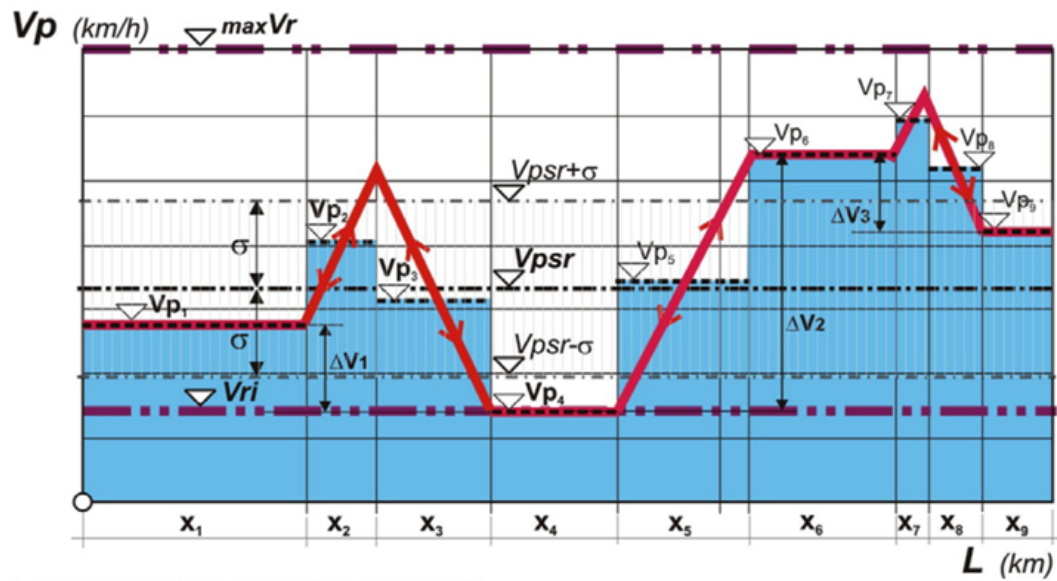 Vp (km/h)
maxVr
Vp₇
Vp₆
Vp₈
Vpsr+σ
Vp₂
Vp₉
ΔV3
σ
Vpsr
Vp₅
Vp₃
Vp₁
ΔV2
σ
Vpsr-σ
ΔV1
Vri
Vp₄
x₁ x₂ x₃ x₄ x₅ x₆ x₇ x₈ x₉
L (km)